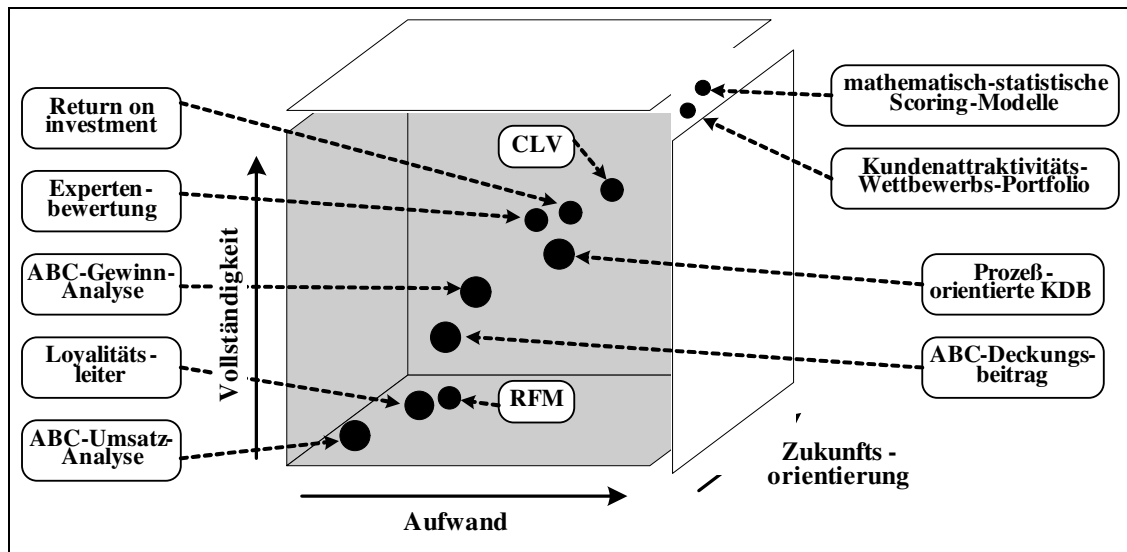 Return on
investment
Experten-
bewertung
ABC-Gewinn-
Analyse
Loyalitäts-
leiter
ABC-Umsatz-
Analyse
Vollständigkeit
CLV
RFM
Aufwand
mathematisch-statistische
Scoring-Modelle
Kundenattraktivitäts-
Wettbewerbs-Portfolio
Prozeß-
orientierte KDB
ABC-Deckungs-
beitrag
Zukunfts -
orientierung